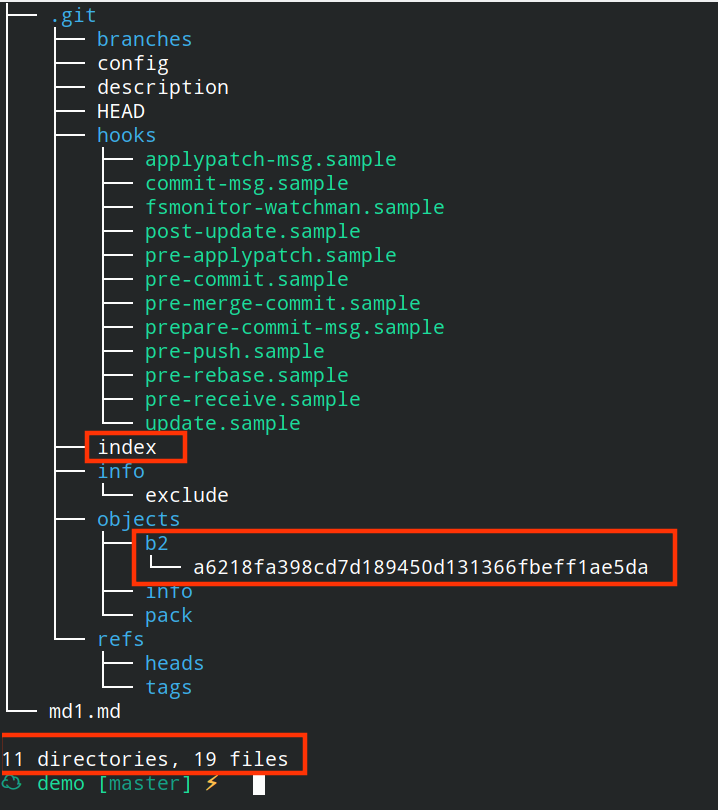 .git
branches
config
description
HEAD
hooks
applypatch-msg.sample
commit-msg.sample
fsmonitor-watchman.sample
post-update.sample
pre-applypatch.sample
pre-commit.sample
pre-merge-commit.sample
prepare-commit-msg.sample
pre-push.sample
pre-rebase.sample
pre-receive.sample
update.sample
index
info
exclude
objects
b2
a6218fa398cd7d189450d131366fbeff1ae5da
info
pack
refs
heads
tags
md1.md
11 directories, 19 files
demo [master] ⚡